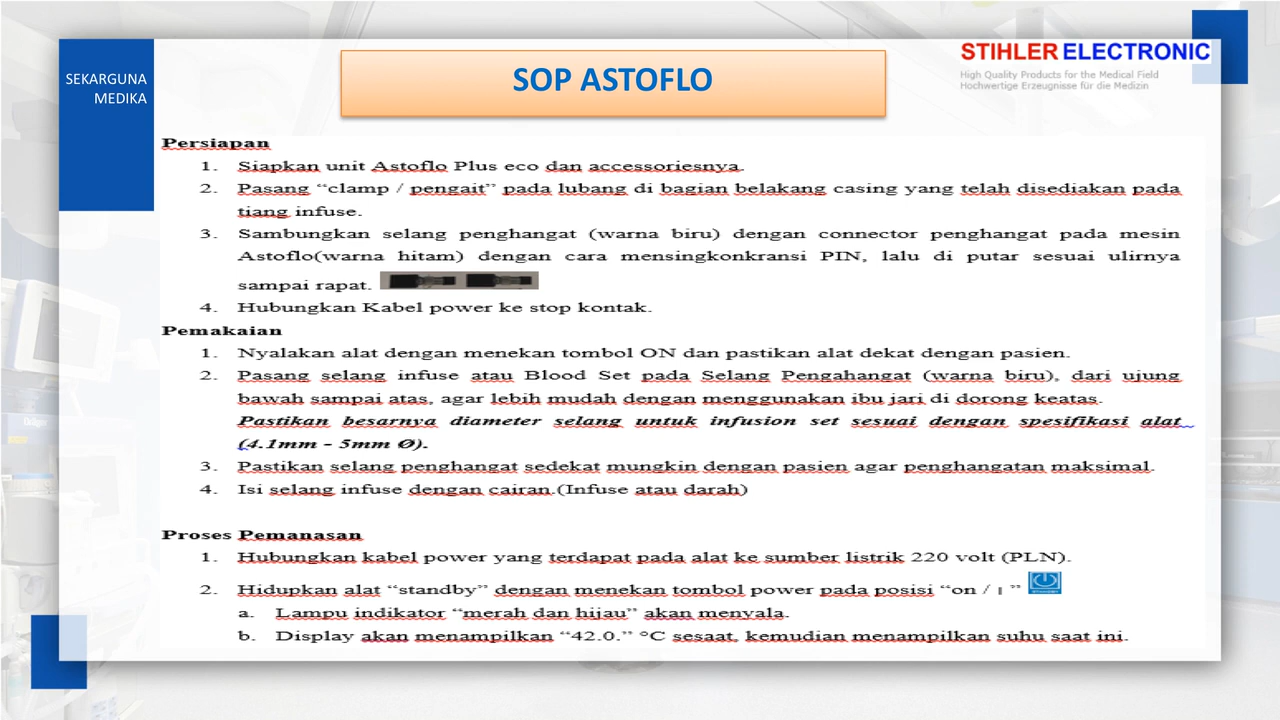 SEKARGUNA
MEDIKA
SOP ASTOFLO
STIHLER ELECTRONIC
High Quality Products for the Medical Field
Hochwertige Erzeugnisse für die Medizin
Persiapan
1. Siapkan unit Astoflo Plus eco dan accessoriesnya.
2. Pasang “clamp / pengait” pada lubang di bagian belakang casing yang telah disediakan pada
tiang infuse.
3. Sambungkan selang penghangat (warna biru) dengan connector penghangat pada mesin
Astoflo(warna hitam) dengan cara mensingkonkransi PIN, lalu di putar sesuai ulirnya
sampai rapat.
4. Hubungkan Kabel power ke stop kontak.
Pemakaian
1. Nyalakan alat dengan menekan tombol ON dan pastikan alat dekat dengan pasien.
2. Pasang selang infuse atau Blood Set pada Selang Pengahangat (warna biru), dari ujung
bawah sampai atas, agar lebih mudah dengan menggunakan ibu jari di dorong keatas.
Pastikan besarnya diameter selang untuk infusion set sesuai dengan spesifikasi alat
(4.1mm – 5mm Ø).
3. Pastikan selang penghangat sedekat mungkin dengan pasien agar penghangatan maksimal.
4. Isi selang infuse dengan cairan.(Infuse atau darah)
Proses Pemanasan
1. Hubungkan kabel power yang terdapat pada alat ke sumber listrik 220 volt (PLN).
2. Hidupkan alat “standby” dengan menekan tombol power pada posisi “on / I ”
a. Lampu indikator “merah dan hijau” akan menyala.
b. Display akan menampilkan “42.0.” °C sesaat, kemudian menampilkan suhu saat ini.